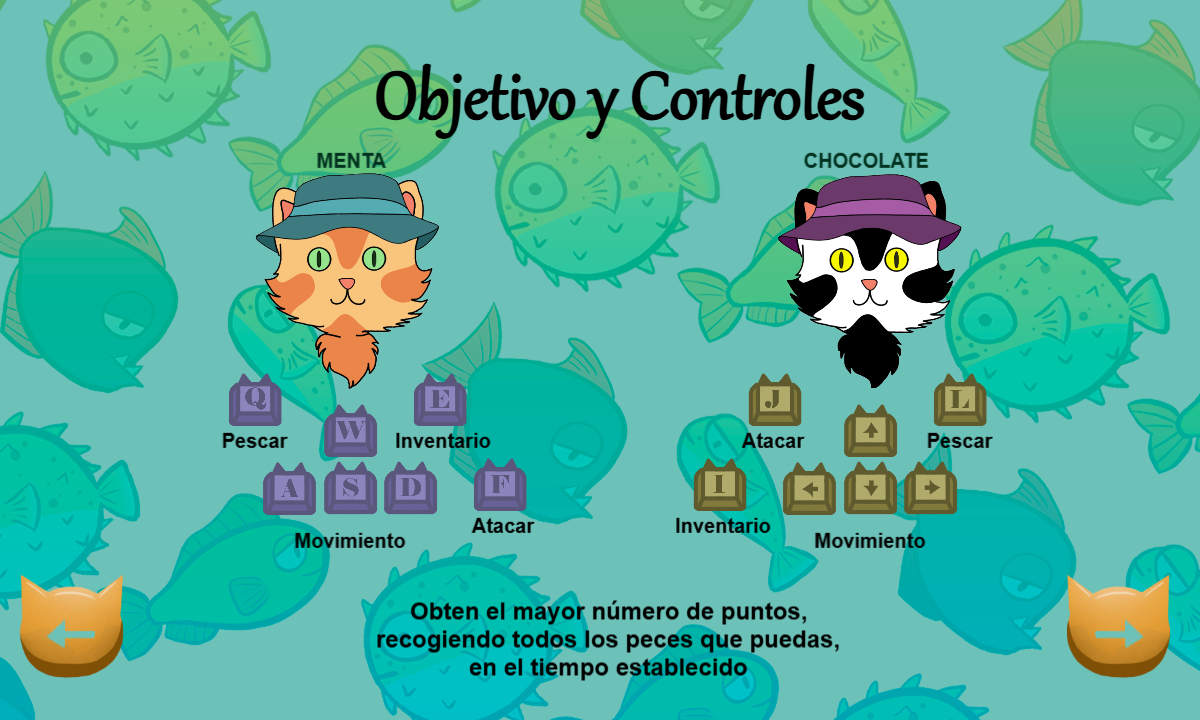 Objetivo y Controles
MENTA
CHOCOLATE
Q
E
W
Pescar
Inventario
A
S
D
F
Atacar
Movimiento
J
L
Atacar
Pescar
I
Inventario
Movimiento
Obten el mayor número de puntos,
recogiendo todos los peces que puedas,
en el tiempo establecido